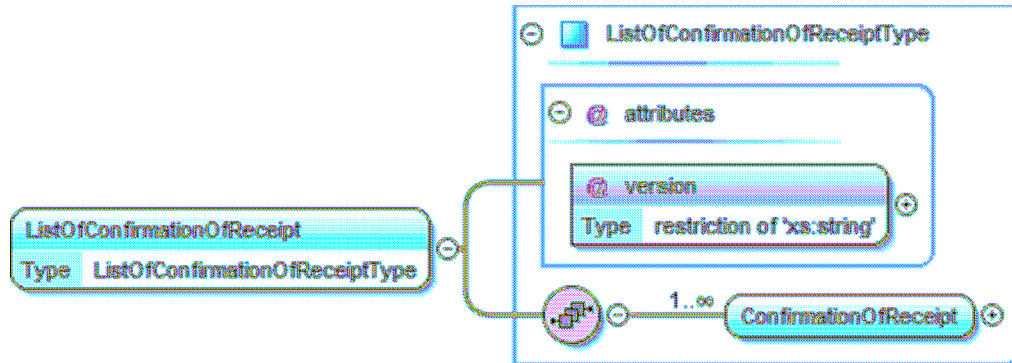 ListOfConfirmationOfReceiptType
@ attributes
@ version
Type restriction of 'xs:string'
ListOfConfirmationOfReceipt
Type ListOfConfirmationOfReceiptType
1..∞
ConfirmationOfReceipt